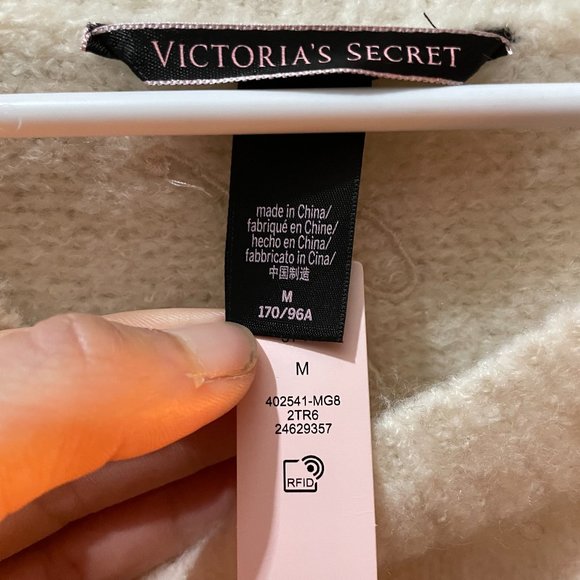 VICTORIA'S SECRET
made in China/
fabriqué en Chine/
hecho en China/
fabbricato in Cina/
中国制造
M
170/96A
M
402541-MG8
2TR6
24629357
RFID